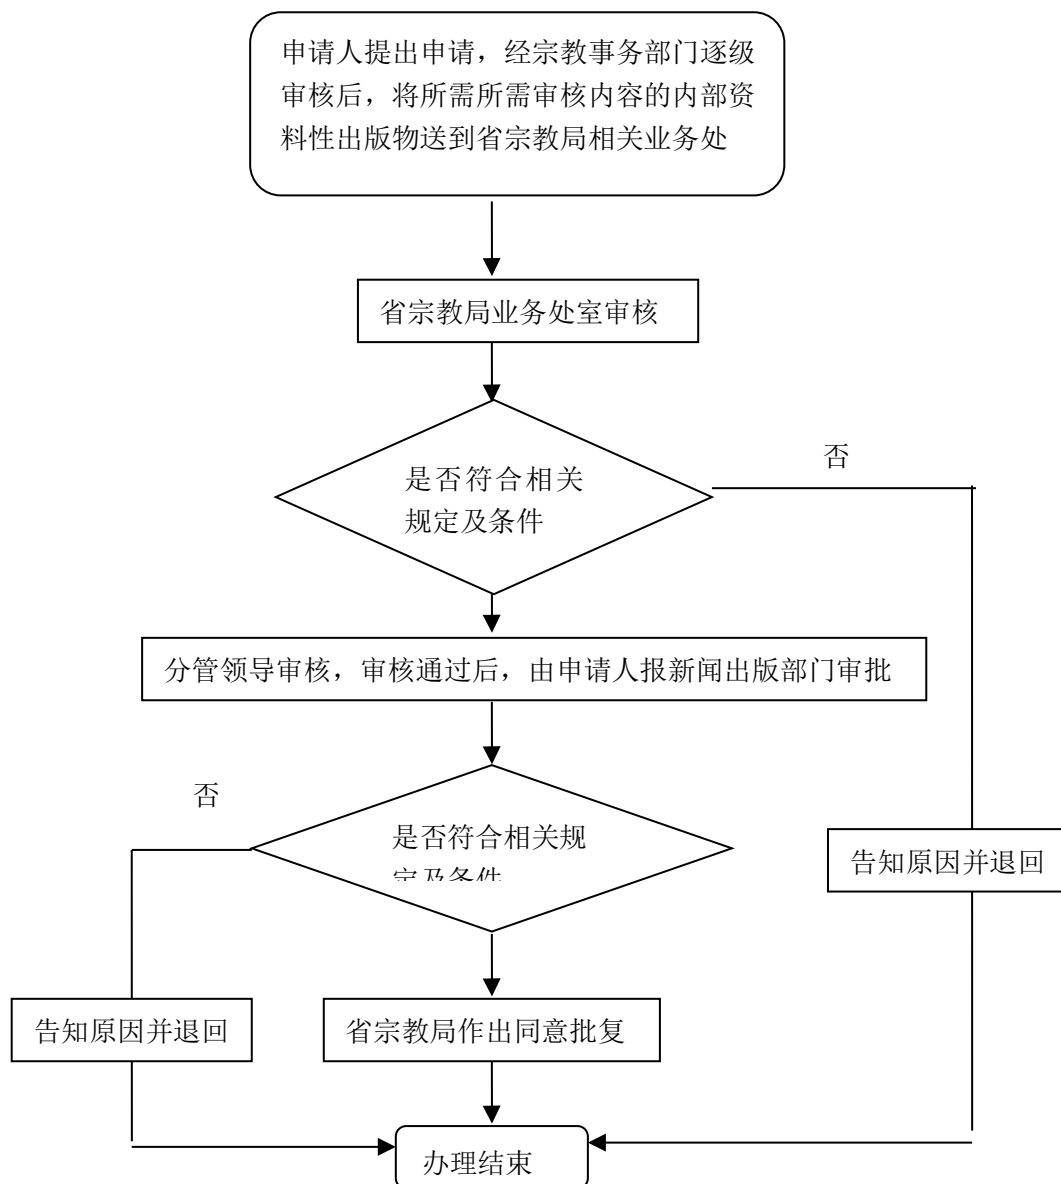 申请人提出申请，经宗教事务部门逐级
审核后，将所需所需审核内容的内部资
料性出版物送到省宗教局相关业务处
省宗教局业务处室审核
否
是否符合相关
规定及条件
分管领导审核，审核通过后，由申请人报新闻出版部门审批
否
是否符合相关规
定及条件
告知原因并退回
告知原因并退回
省宗教局作出同意批复
办理结束